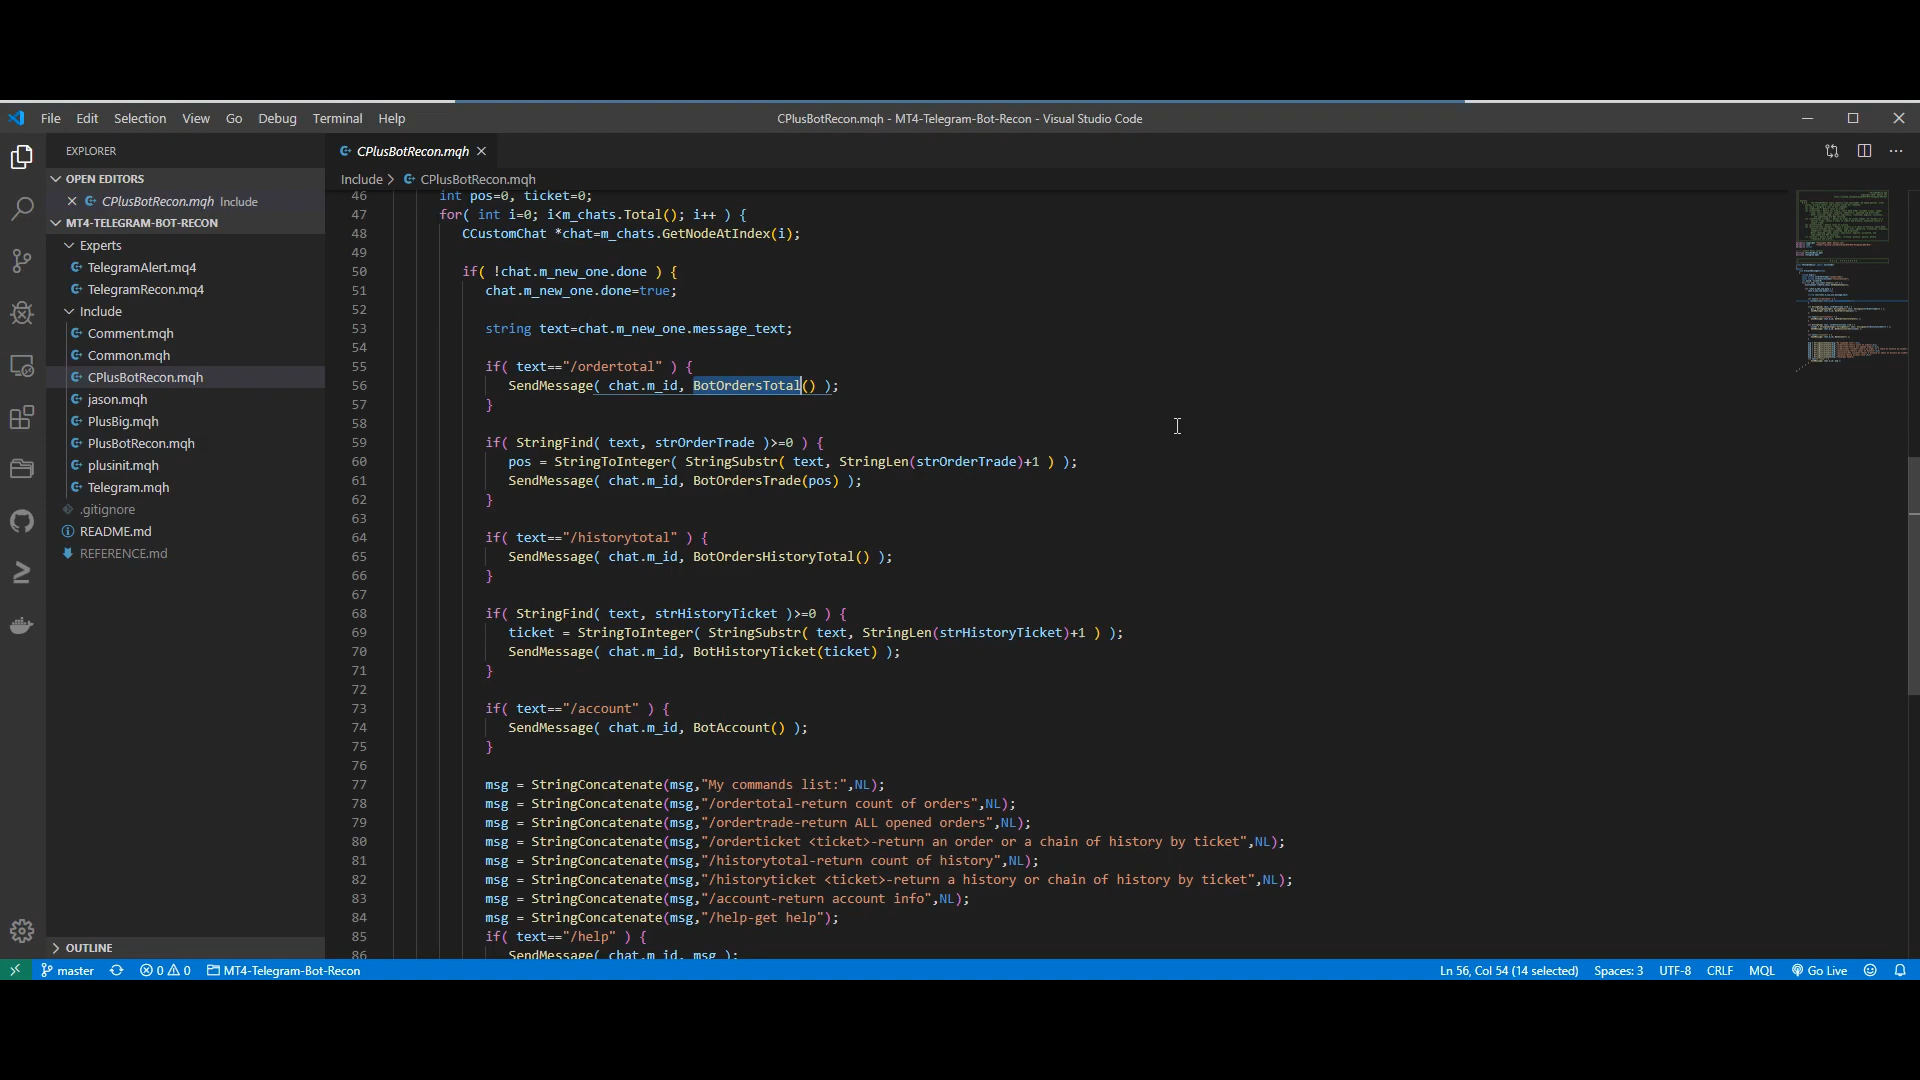 File Edit Selection View Go Debug Terminal Help
CPlusBotRecon.mqh - MT4-Telegram-Bot-Recon - Visual Studio Code
EXPLORER
OPEN EDITORS
CPlusBotRecon.mqh Include
MT4-TELEGRAM-BOT-RECON
Experts
TelegramAlert.mq4
TelegramRecon.mq4
Include
Comment.mqh
Common.mqh
CPlusBotRecon.mqh
jason.mqh
PlusBig.mqh
PlusBotRecon.mqh
plusinit.mqh
Telegram.mqh
.gitignore
README.md
REFERENCE.md
OUTLINE
CPlusBotRecon.mqh
Include > CPlusBotRecon.mqh
46 int pos=0, ticket=0;
47 for( int i=0; i<m_chats.Total(); i++ ) {
48 CCustomChat *chat=m_chats.GetNodeAtIndex(i);
49
50 if( !chat.m_new_one.done ) {
51 chat.m_new_one.done=true;
52
53 string text=chat.m_new_one.message_text;
54
55 if( text=="/ordertotal" ) {
56 SendMessage( chat.m_id, BotOrdersTotal() );
57 }
58
59 if( StringFind( text, strOrderTrade )>=0 ) {
60 pos = StringToInteger( StringSubstr( text, StringLen(strOrderTrade)+1 ) );
61 SendMessage( chat.m_id, BotOrdersTrade(pos) );
62 }
63
64 if( text=="/historytotal" ) {
65 SendMessage( chat.m_id, BotOrdersHistoryTotal() );
66 }
67
68 if( StringFind( text, strHistoryTicket )>=0 ) {
69 ticket = StringToInteger( StringSubstr( text, StringLen(strHistoryTicket)+1 ) );
70 SendMessage( chat.m_id, BotHistoryTicket(ticket) );
71 }
72
73 if( text=="/account" ) {
74 SendMessage( chat.m_id, BotAccount() );
75 }
76
77 msg = StringConcatenate(msg,"My commands list:",NL);
78 msg = StringConcatenate(msg,"/ordertotal-return count of orders",NL);
79 msg = StringConcatenate(msg,"/ordertrade-return ALL opened orders",NL);
80 msg = StringConcatenate(msg,"/orderticket <ticket>-return an order or a chain of history by ticket",NL);
81 msg = StringConcatenate(msg,"/historytotal-return count of history",NL);
82 msg = StringConcatenate(msg,"/historyticket <ticket>-return a history or chain of history by ticket",NL);
83 msg = StringConcatenate(msg,"/account-return account info",NL);
84 msg = StringConcatenate(msg,"/help-get help");
85 if( text=="/help" ) {
86 SendMessage( chat.m_id, msg );
master 0 0 MT4-Telegram-Bot-Recon Ln 56, Col 54 (14 selected) Spaces: 3 UTF-8 CRLF MQL Go Live